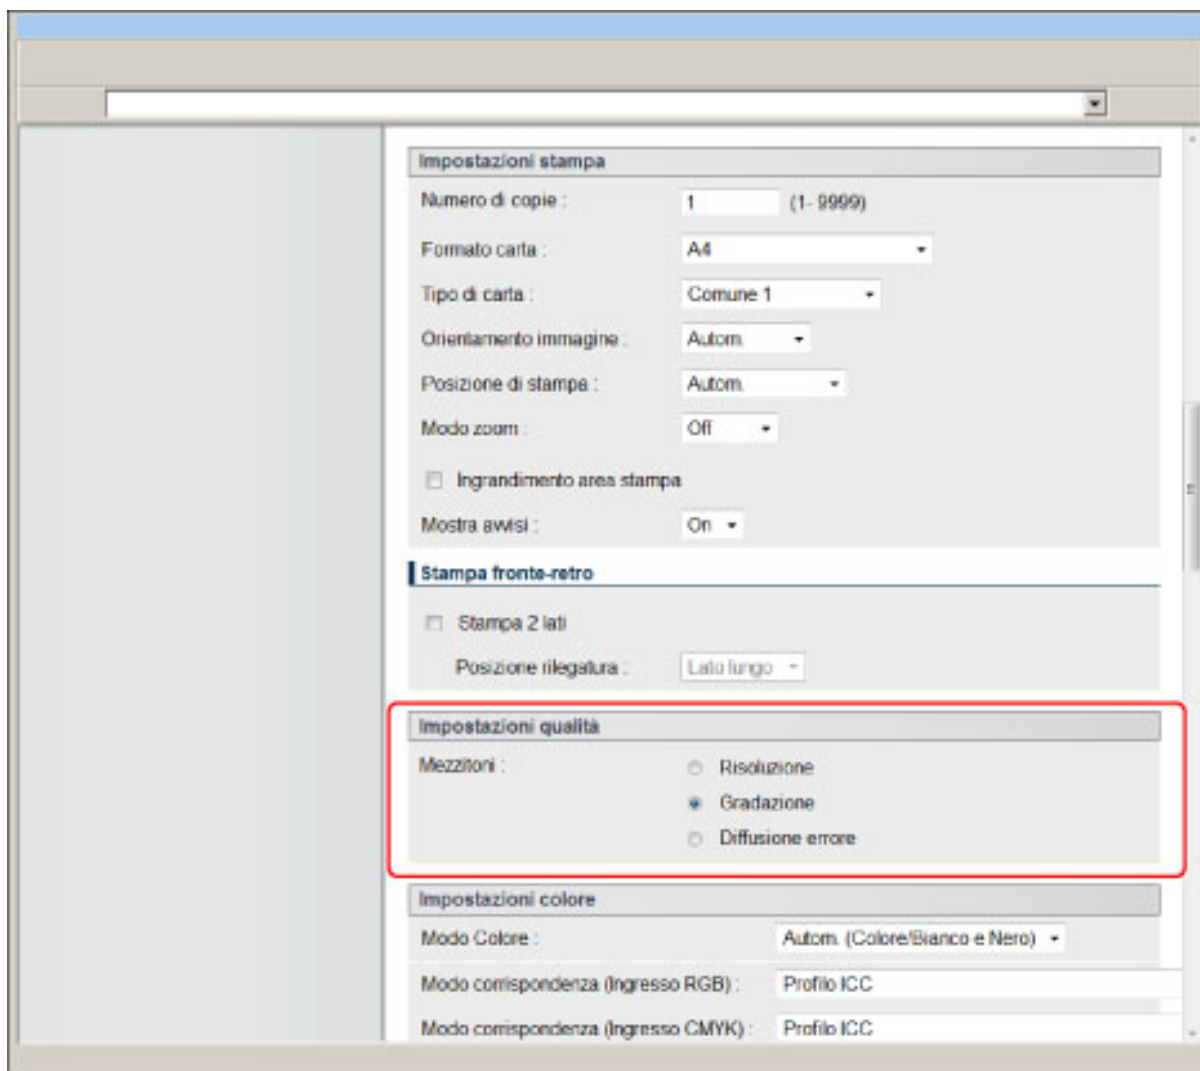 Impostazioni stampa
Numero di copie : 1 (1- 9999)
Formato carta : A4
Tipo di carta : Comune 1
Orientamento immagine : Autom.
Posizione di stampa : Autom.
Modo zoom : Off
Ingrandimento area stampa
Mostra avvisi : On
Stampa fronte-retro
Stampa 2 lati
Posizione rilegatura : Lato lungo
Impostazioni qualità
Mezzitoni : Risoluzione
Gradazione
Diffusione errore
Impostazioni colore
Modo Colore : Autom. (Colore/Bianco e Nero)
Modo corrispondenza (Ingresso RGB) : Profilo ICC
Modo corrispondenza (Ingresso CMYK) : Profilo ICC